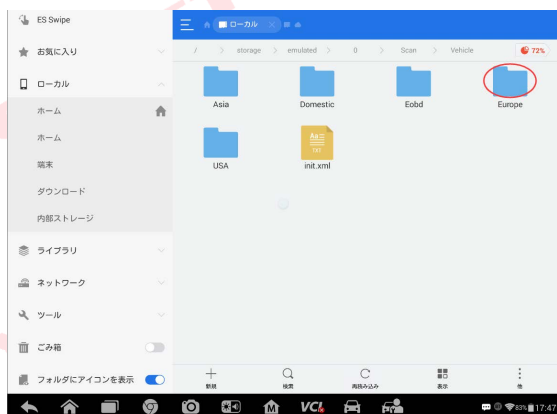 ES Swipe
お気に入り
ローカル
ホーム
ホーム
端末
ダウンロード
内部ストレージ
ライブラリ
ネットワーク
ツール
ごみ箱
フォルダにアイコンを表示
ローカル
/ > storage > emulated > 0 > Scan > Vehicle
72%
Asia Domestic Eobd Europe
USA init.xml
新規 検索 再読み込み 表示 他
M VCI 83% 17:47